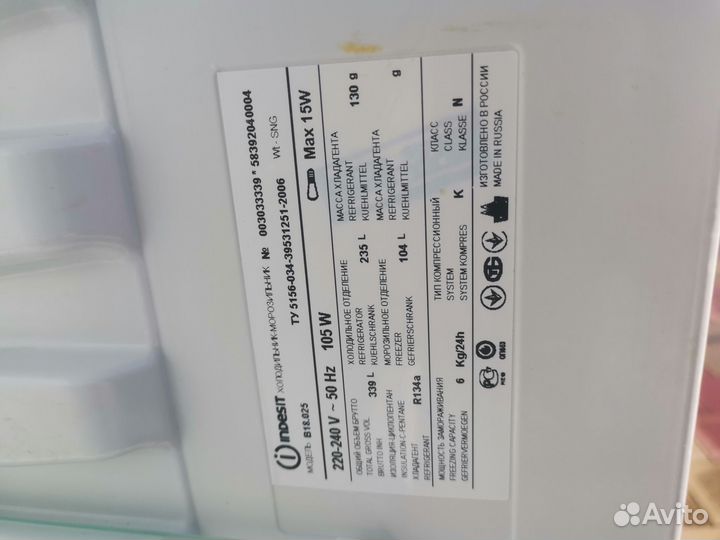 indesit ХОЛОДИЛЬНИК-МОРОЗИЛЬНИК № 003033339 * 58392040004
МОДЕЛЬ B18.025 ТУ 5156-034-39531251-2006 Wt - SNG
220-240 V ~ 50 Hz 105 W Max 15W
ОБЩИЙ ОБЪЕМ БРУТТО ХОЛОДИЛЬНОЕ ОТДЕЛЕНИЕ МАССА ХЛАДАГЕНТА
TOTAL GROSS VOL REFRIGERATOR REFRIGERANT
BRUTTO INH 339 L KUEHLSCHRANK 235 L KUEHLMITTEL 130 g
ИЗОЛЯЦИЯ-ЦИКЛОПЕНТАН МОРОЗИЛЬНОЕ ОТДЕЛЕНИЕ МАССА ХЛАДАГЕНТА
INSULATION-C-PENTANE FREEZER REFRIGERANT
ХЛАДАГЕНТ R134a GEFRIERSCHRANK 104 L KUEHLMITTEL g
REFRIGERANT
МОЩНОСТЬ ЗАМОРАЖИВАНИЯ ТИП КОМПРЕССИОННЫЙ КЛАСС
FREEZING CAPACITY 6 Kg/24h SYSTEM CLASS
GEFRIERVERMOEGEN SYSTEM KOMPRES K KLASSE N
ИЗГОТОВЛЕНО В РОССИИ
MADE IN RUSSIA
Avito